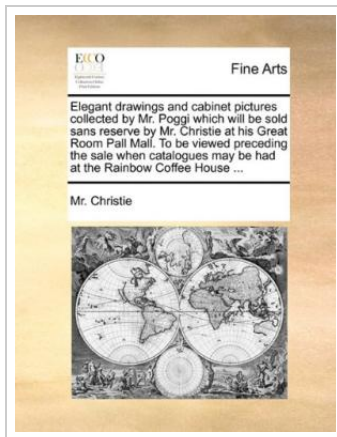 ECCO
Fine Arts
Elegant drawings and cabinet pictures
collected by Mr. Poggi which will be sold
sans reserve by Mr. Christie at his Great
Room Pall Mall. To be viewed preceding
the sale when catalogues may be had
at the Rainbow Coffee House ...
Mr. Christie